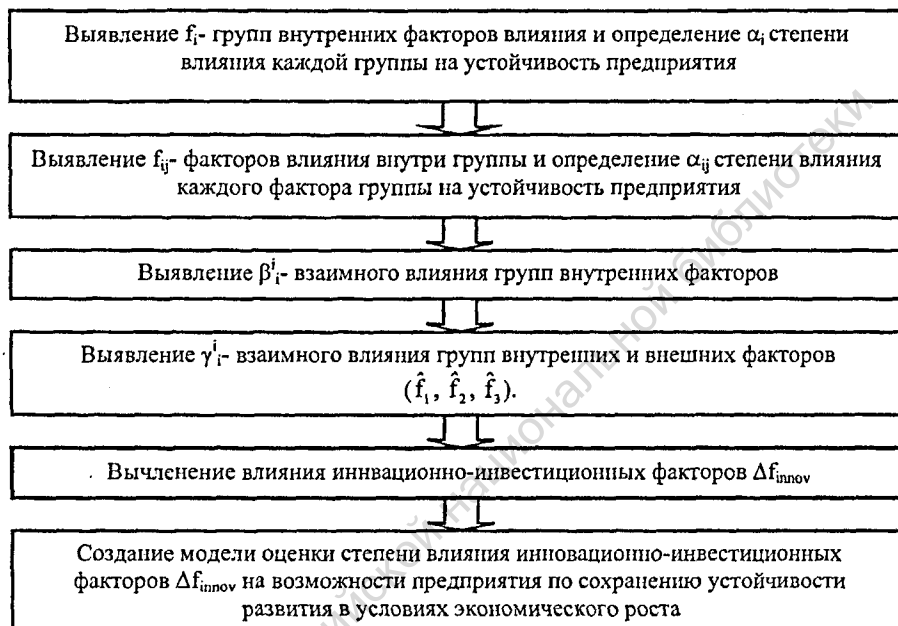 Выявление fᵢ- групп внутренних факторов влияния и определение αᵢ степени
влияния каждой группы на устойчивость предприятия
Выявление fᵢⱼ- факторов влияния внутри группы и определение αᵢⱼ степени влияния
каждого фактора группы на устойчивость предприятия
Выявление βⁱᵢ- взаимного влияния групп внутренних факторов
Выявление γⁱᵢ- взаимного влияния групп внутренних и внешних факторов
(f̂₁, f̂₂, f̂₃).
Вычленение влияния иннвационно-инвестиционных факторов Δf_innov
Создание модели оценки степени влияния инновационно-инвестиционных
факторов Δf_innov на возможности предприятия по сохранению устойчивости
развития в условиях экономического роста
национальной библиотеки